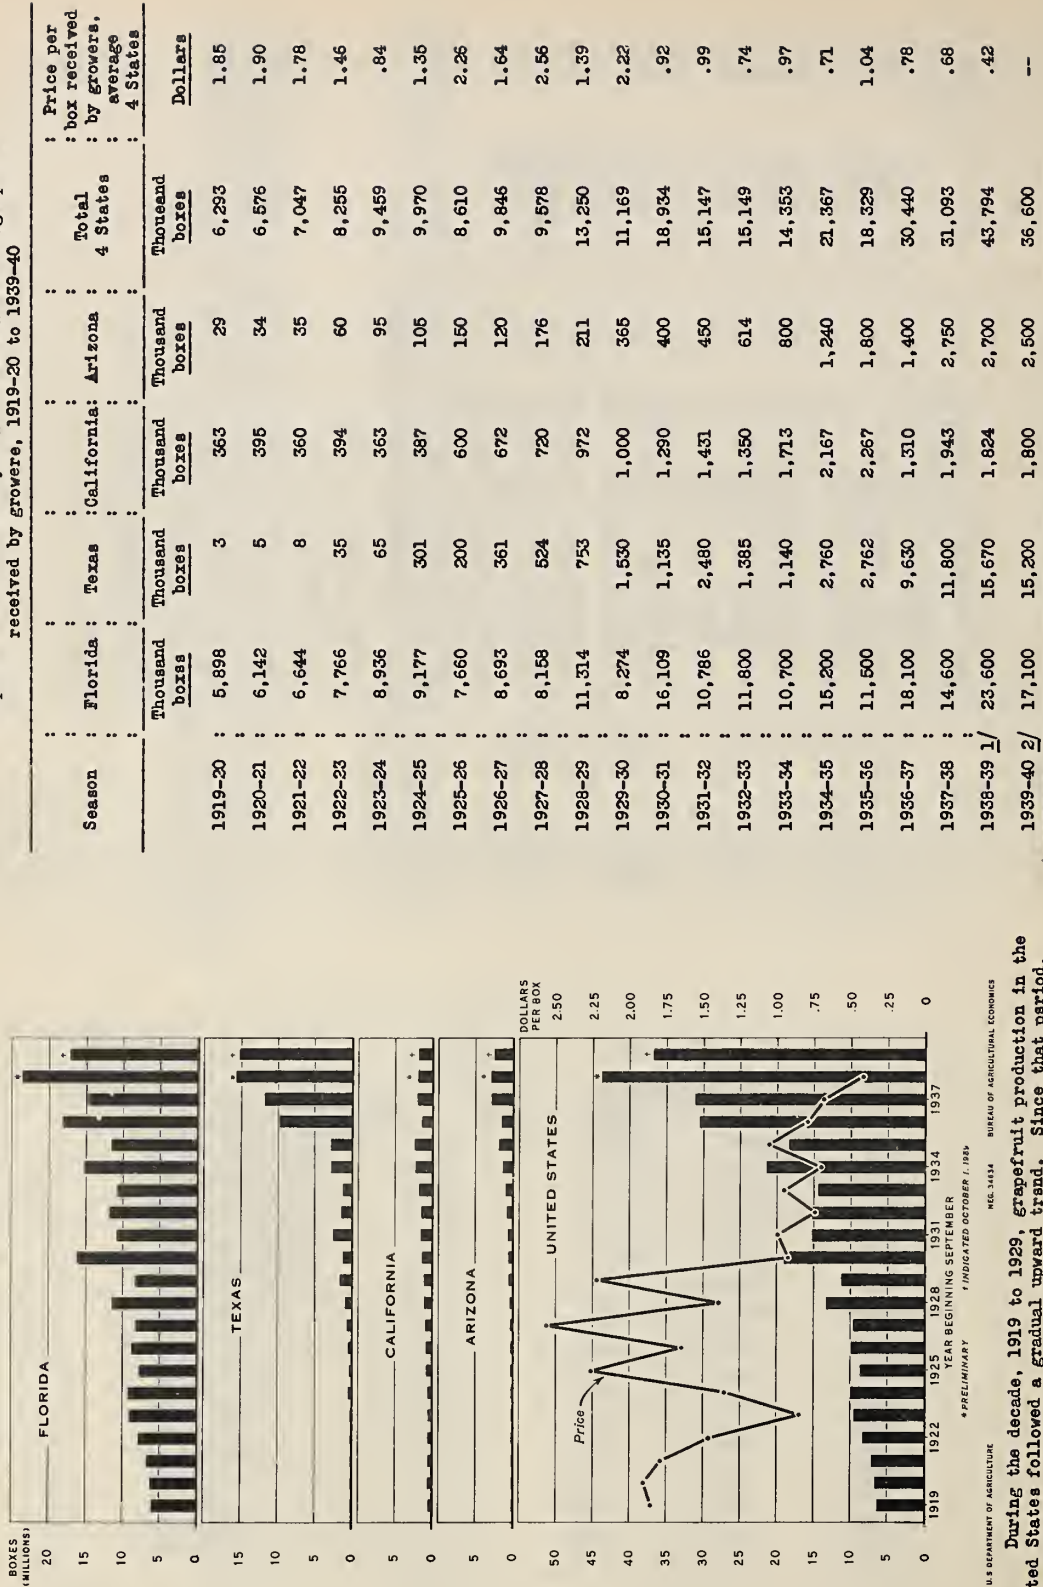 BOXES
(MILLIONS)
FLORIDA
20
15
10
5
0
TEXAS
15
10
5
0
CALIFORNIA
5
0
ARIZONA
5
0
UNITED STATES
DOLLARS
PER BOX
50 2.50
45 2.25
40 2.00
35 1.75
30 1.50
25 1.25
20 1.00
15 .75
10 .50
5 .25
0 0
Price
1919 1922 1925 1928 1931 1934 1937
YEAR BEGINNING SEPTEMBER
* PRELIMINARY † INDICATED OCTOBER 1, 1939
U.S DEPARTMENT OF AGRICULTURE NEG. 34634 BUREAU OF AGRICULTURAL ECONOMICS
During the decade, 1919 to 1929, grapefruit production in the
ted States followed a gradual upward trend. Since that period,
received by growers, 1919-20 to 1939-40
: : : : : : Price per
: : : : Total : box received
Season : Florida : Texas : California: Arizona : 4 States : by growers,
: : : : : : average
: : : : : : 4 States
Thousand Thousand Thousand Thousand Thousand Dollars
boxes boxes boxes boxes boxes
1919-20 : 5,898 3 363 29 6,293 1.85
1920-21 : 6,142 5 395 34 6,576 1.90
1921-22 : 6,644 8 360 35 7,047 1.78
1922-23 : 7,766 35 394 60 8,255 1.46
1923-24 : 8,936 65 363 95 9,459 .84
1924-25 : 9,177 301 387 105 9,970 1.35
1925-26 : 7,660 200 600 150 8,610 2.26
1926-27 : 8,693 361 672 120 9,846 1.64
1927-28 : 8,158 524 720 176 9,578 2.56
1928-29 : 11,314 753 972 211 13,250 1.39
1929-30 : 8,274 1,530 1,000 365 11,169 2.22
1930-31 : 16,109 1,135 1,290 400 18,934 .92
1931-32 : 10,786 2,480 1,431 450 15,147 .99
1932-33 : 11,800 1,385 1,350 614 15,149 .74
1933-34 : 10,700 1,140 1,713 800 14,353 .97
1934-35 : 15,200 2,760 2,167 1,240 21,367 .71
1935-36 : 11,500 2,762 2,267 1,800 18,329 1.04
1936-37 : 18,100 9,630 1,310 1,400 30,440 .78
1937-38 : 14,600 11,800 1,943 2,750 31,093 .68
1938-39 1/ 23,600 15,670 1,824 2,700 43,794 .42
1939-40 2/ 17,100 15,200 1,800 2,500 36,600 --